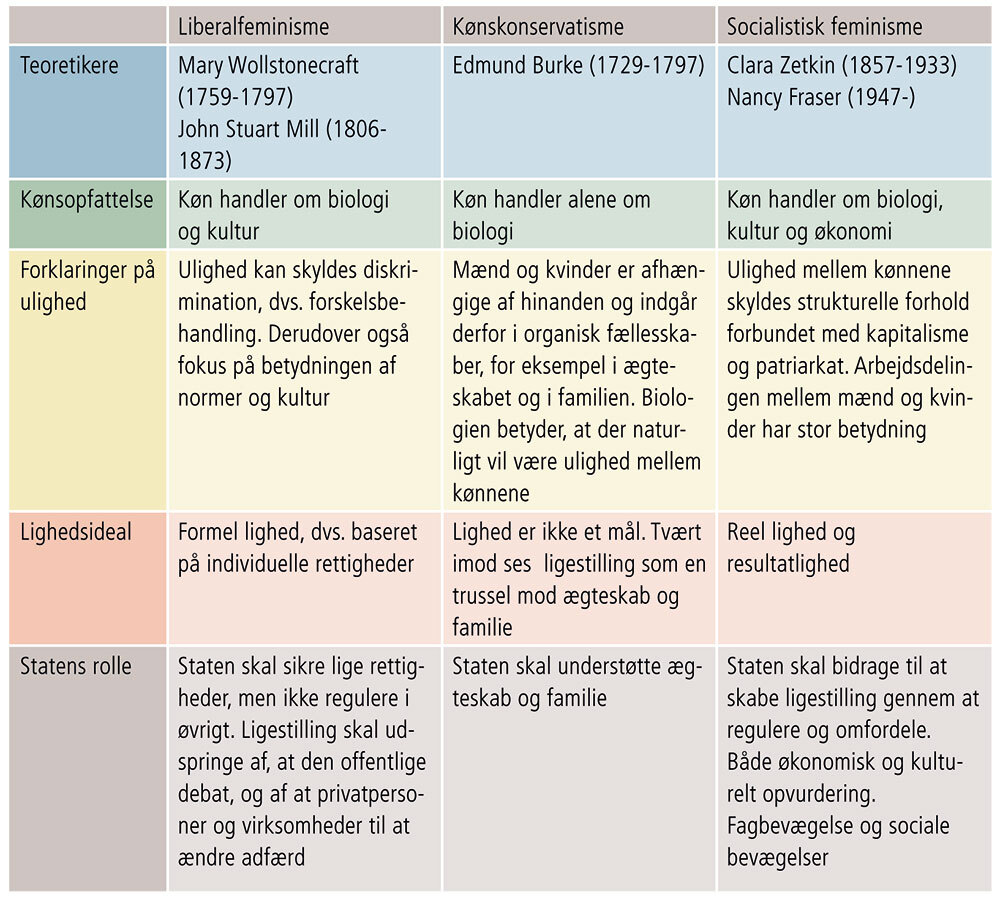 Liberalfeminisme
Kønskonservatisme
Socialistisk feminisme
Teoretikere
Mary Wollstonecraft
(1759-1797)
John Stuart Mill (1806-
1873)
Edmund Burke (1729-1797)
Clara Zetkin (1857-1933)
Nancy Fraser (1947-)
Kønsopfattelse
Køn handler om biologi
og kultur
Køn handler alene om
biologi
Køn handler om biologi,
kultur og økonomi
Forklaringer på
ulighed
Ulighed kan skyldes diskri-
mination, dvs. forskelsbe-
handling. Derudover også
fokus på betydningen af
normer og kultur
Mænd og kvinder er afhæn-
gige af hinanden og indgår
derfor i organisk fællesska-
ber, for eksempel i ægte-
skabet og i familien. Biolo-
gien betyder, at der natur-
ligt vil være ulighed mellem
kønnene
Ulighed mellem kønnene
skyldes strukturelle forhold
forbundet med kapitalisme
og patriarkat. Arbejdsdelin-
gen mellem mænd og kvin-
der har stor betydning
Lighedsideal
Formel lighed, dvs. baseret
på individuelle rettigheder
Lighed er ikke et mål. Tvært
imod ses  ligestilling som en
trussel mod ægteskab og
familie
Reel lighed og
resultatlighed
Statens rolle
Staten skal sikre lige rettig-
heder, men ikke regulere i
øvrigt. Ligestilling skal ud-
springe af, at den offentlige
debat, og af at privatperso-
ner og virksomheder til at
ændre adfærd
Staten skal understøtte æg-
teskab og familie
Staten skal bidrage til at
skabe ligestilling gennem at
regulere og omfordele.
Både økonomisk og kultu-
relt opvurdering.
Fagbevægelse og sociale
bevægelser